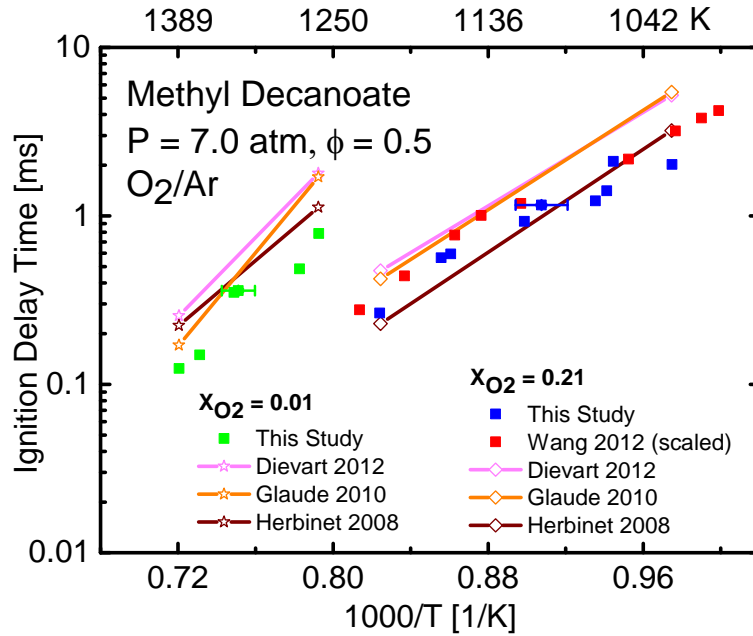 1389 1250 1136 1042 K
Methyl Decanoate
P = 7.0 atm, ϕ = 0.5
O2/Ar
10
1
0.1
0.01
Ignition Delay Time [ms]
XO2 = 0.01
This Study
Dievart 2012
Glaude 2010
Herbinet 2008
XO2 = 0.21
This Study
Wang 2012 (scaled)
Dievart 2012
Glaude 2010
Herbinet 2008
0.72 0.80 0.88 0.96
1000/T [1/K]